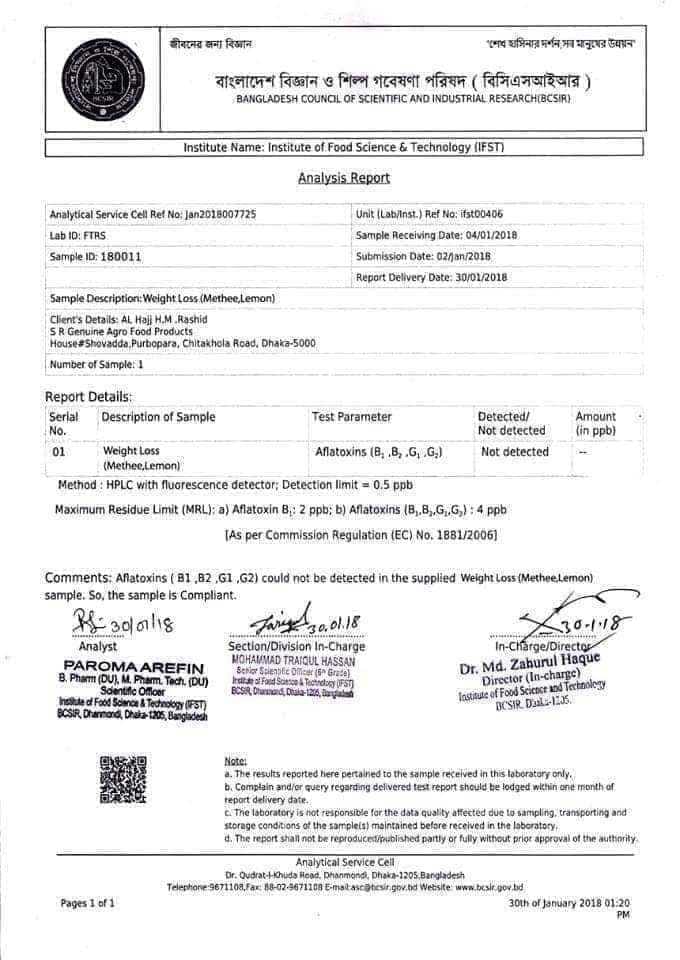 জীবনের জন্য বিজ্ঞান
"শেখ হাসিনার দর্শন,সব মানুষের উন্নয়ন"
বাংলাদেশ বিজ্ঞান ও শিল্প গবেষণা পরিষদ ( বিসিএসআইআর )
BANGLADESH COUNCIL OF SCIENTIFIC AND INDUSTRIAL RESEARCH(BCSIR)
BCSIR
Institute Name: Institute of Food Science & Technology (IFST)
Analysis Report
Analytical Service Cell Ref No: Jan2018007725
Unit (Lab/Inst.) Ref No: ifst00406
Lab ID: FTRS
Sample Receiving Date: 04/01/2018
Sample ID: 180011
Submission Date: 02/Jan/2018
Report Delivery Date: 30/01/2018
Sample Description: Weight Loss (Methee,Lemon)
Client's Details: AL Hajj H.M .Rashid
S R Genuine Agro Food Products
House#Shovadda,Purbopara, Chitakhola Road, Dhaka-5000
Number of Sample: 1
Report Details:
Serial No. Description of Sample Test Parameter Detected/ Not detected Amount (in ppb)
01 Weight Loss (Methee,Lemon) Aflatoxins (B₁ ,B₂ ,G₁ ,G₂) Not detected --
Method : HPLC with fluorescence detector; Detection limit = 0.5 ppb
Maximum Residue Limit (MRL): a) Aflatoxin B₁: 2 ppb; b) Aflatoxins (B₁,B₂,G₁,G₂) : 4 ppb
[As per Commission Regulation (EC) No. 1881/2006]
Comments: Aflatoxins ( B1 ,B2 ,G1 ,G2) could not be detected in the supplied Weight Loss (Methee,Lemon)
sample. So, the sample is Compliant.
30/01/18
30.01.18
30-1-18
Analyst
Section/Division In-Charge
In-Charge/Director
PAROMA AREFIN
B. Pharm (DU), M. Pharm. Tech. (DU)
Scientific Officer
Institute of Food Science & Technology (IFST)
BCSIR, Dhanmondi, Dhaka-1205, Bangladesh
MOHAMMAD TRAIQUL HASSAN
Senior Scientific Officer (6th Grade)
Institute of Food Science & Technology (IFST)
BCSIR, Dhanmondi, Dhaka-1205, Bangladesh
Dr. Md. Zahurul Haque
Director (In-charge)
Institute of Food Science and Technology
BCSIR, Dhaka-1205.
Note:
a. The results reported here pertained to the sample received in this laboratory only.
b. Complain and/or query regarding delivered test report should be lodged within one month of
report delivery date.
c. The laboratory is not responsible for the data quality affected due to sampling, transporting and
storage conditions of the sample(s) maintained before received in the laboratory.
d. The report shall not be reproduced/published partly or fully without prior approval of the authority.
Analytical Service Cell
Dr. Qudrat-I-Khuda Road, Dhanmondi, Dhaka-1205,Bangladesh
Telephone:9671108,Fax: 88-02-9671108 E-mail:asc@bcsir.gov.bd Website: www.bcsir.gov.bd
Pages 1 of 1
30th of January 2018 01:20
PM